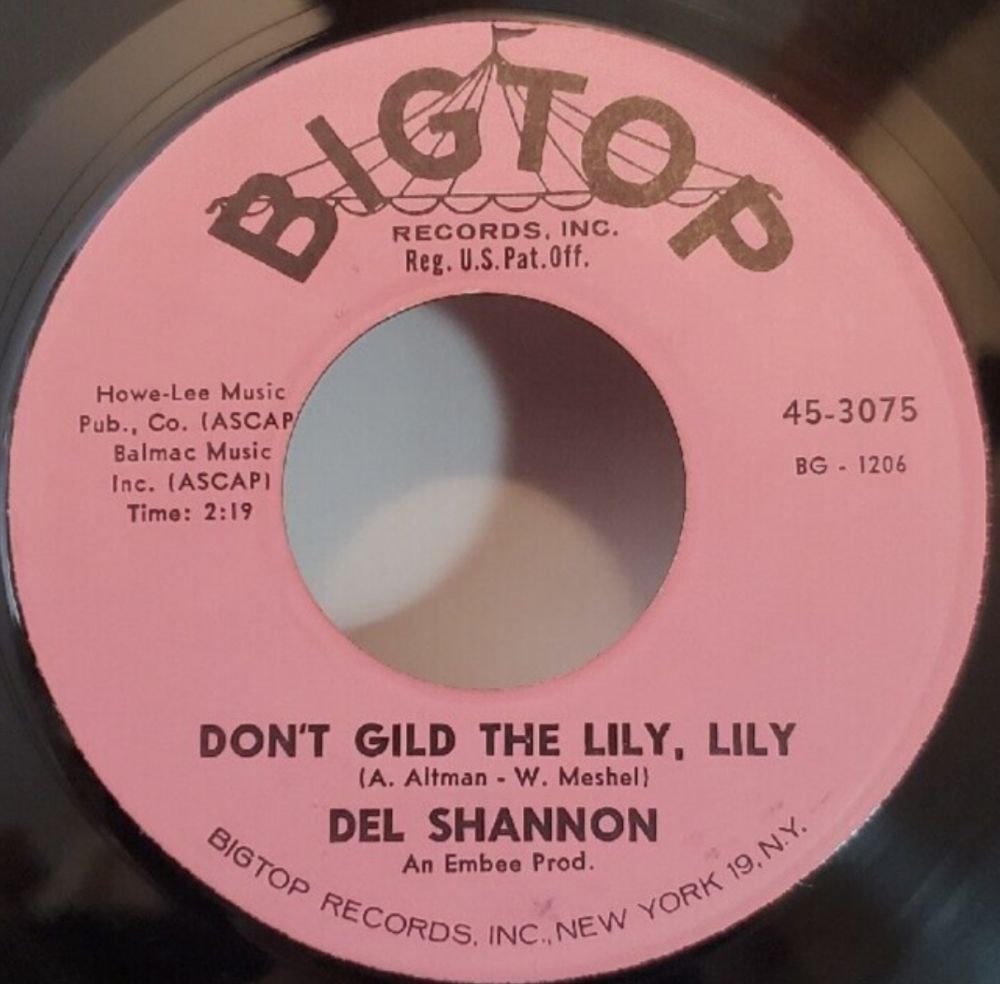 BIGTOP
RECORDS, INC.
Reg. U.S. Pat. Off.
Howe-Lee Music
Pub., Co. (ASCAP
Balmac Music
Inc. (ASCAP)
Time: 2:19
45-3075
BG - 1206
DON'T GILD THE LILY, LILY
(A. Altman - W. Meshel)
DEL SHANNON
An Embee Prod.
BIGTOP RECORDS, INC., NEW YORK 19, N.Y.